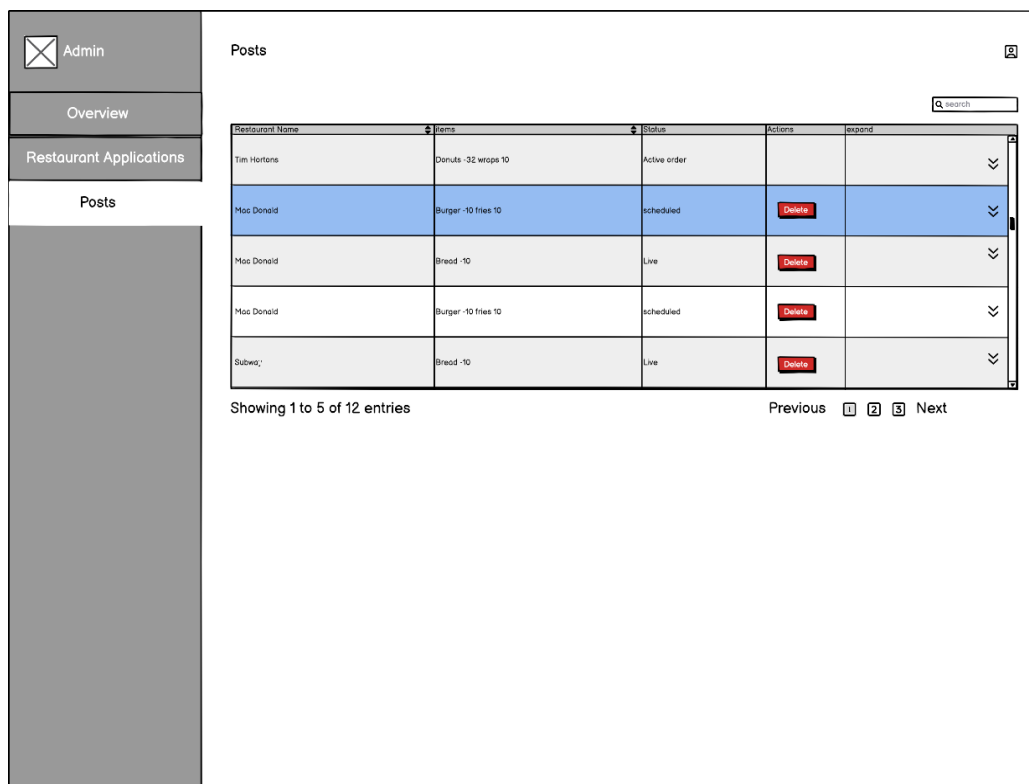 Admin
Posts
Overview
search
Restaurant Name items Status Actions expand
Restaurant Applications
Tim Hortons Donuts -32 wraps 10 Active order
Posts
Mac Donald Burger -10 fries 10 scheduled Delete
Mac Donald Bread -10 Live Delete
Mac Donald Burger -10 fries 10 scheduled Delete
Subway Bread -10 Live Delete
Showing 1 to 5 of 12 entries Previous 1 2 3 Next